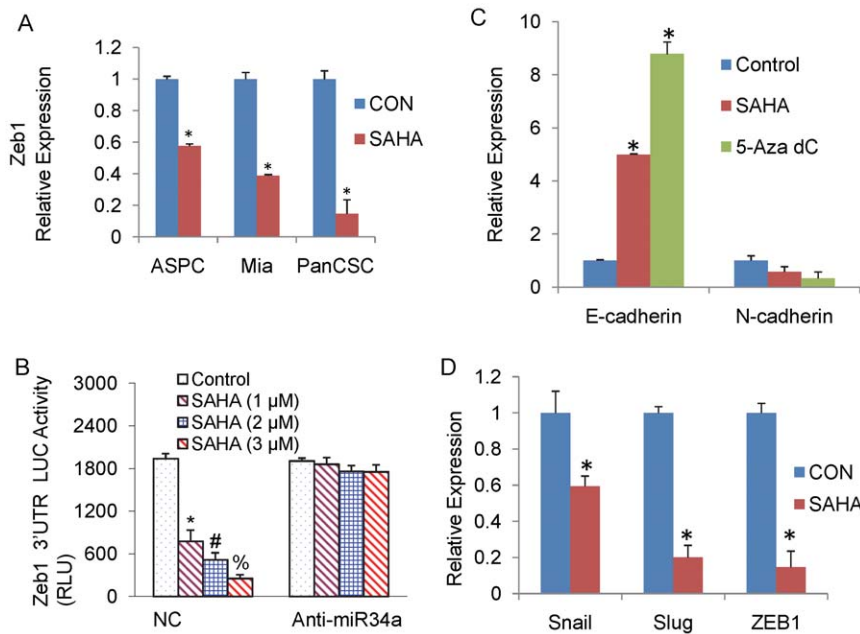 A
Zeb1
Relative Expression
1.2
1
0.8
0.6
0.4
0.2
0
*
*
*
ASPC Mia PanCSC
CON
SAHA
C
Relative Expression
10
8
6
4
2
0
*
*
E-cadherin N-cadherin
Control
SAHA
5-Aza dC
B
Zeb1 3'UTR LUC Activity
(RLU)
3000
2400
1800
1200
600
0
Control
SAHA (1 µM)
SAHA (2 µM)
SAHA (3 µM)
*
#
%
NC Anti-miR34a
D
Relative Expression
1.2
1
0.8
0.6
0.4
0.2
0
*
*
*
Snail Slug ZEB1
CON
SAHA